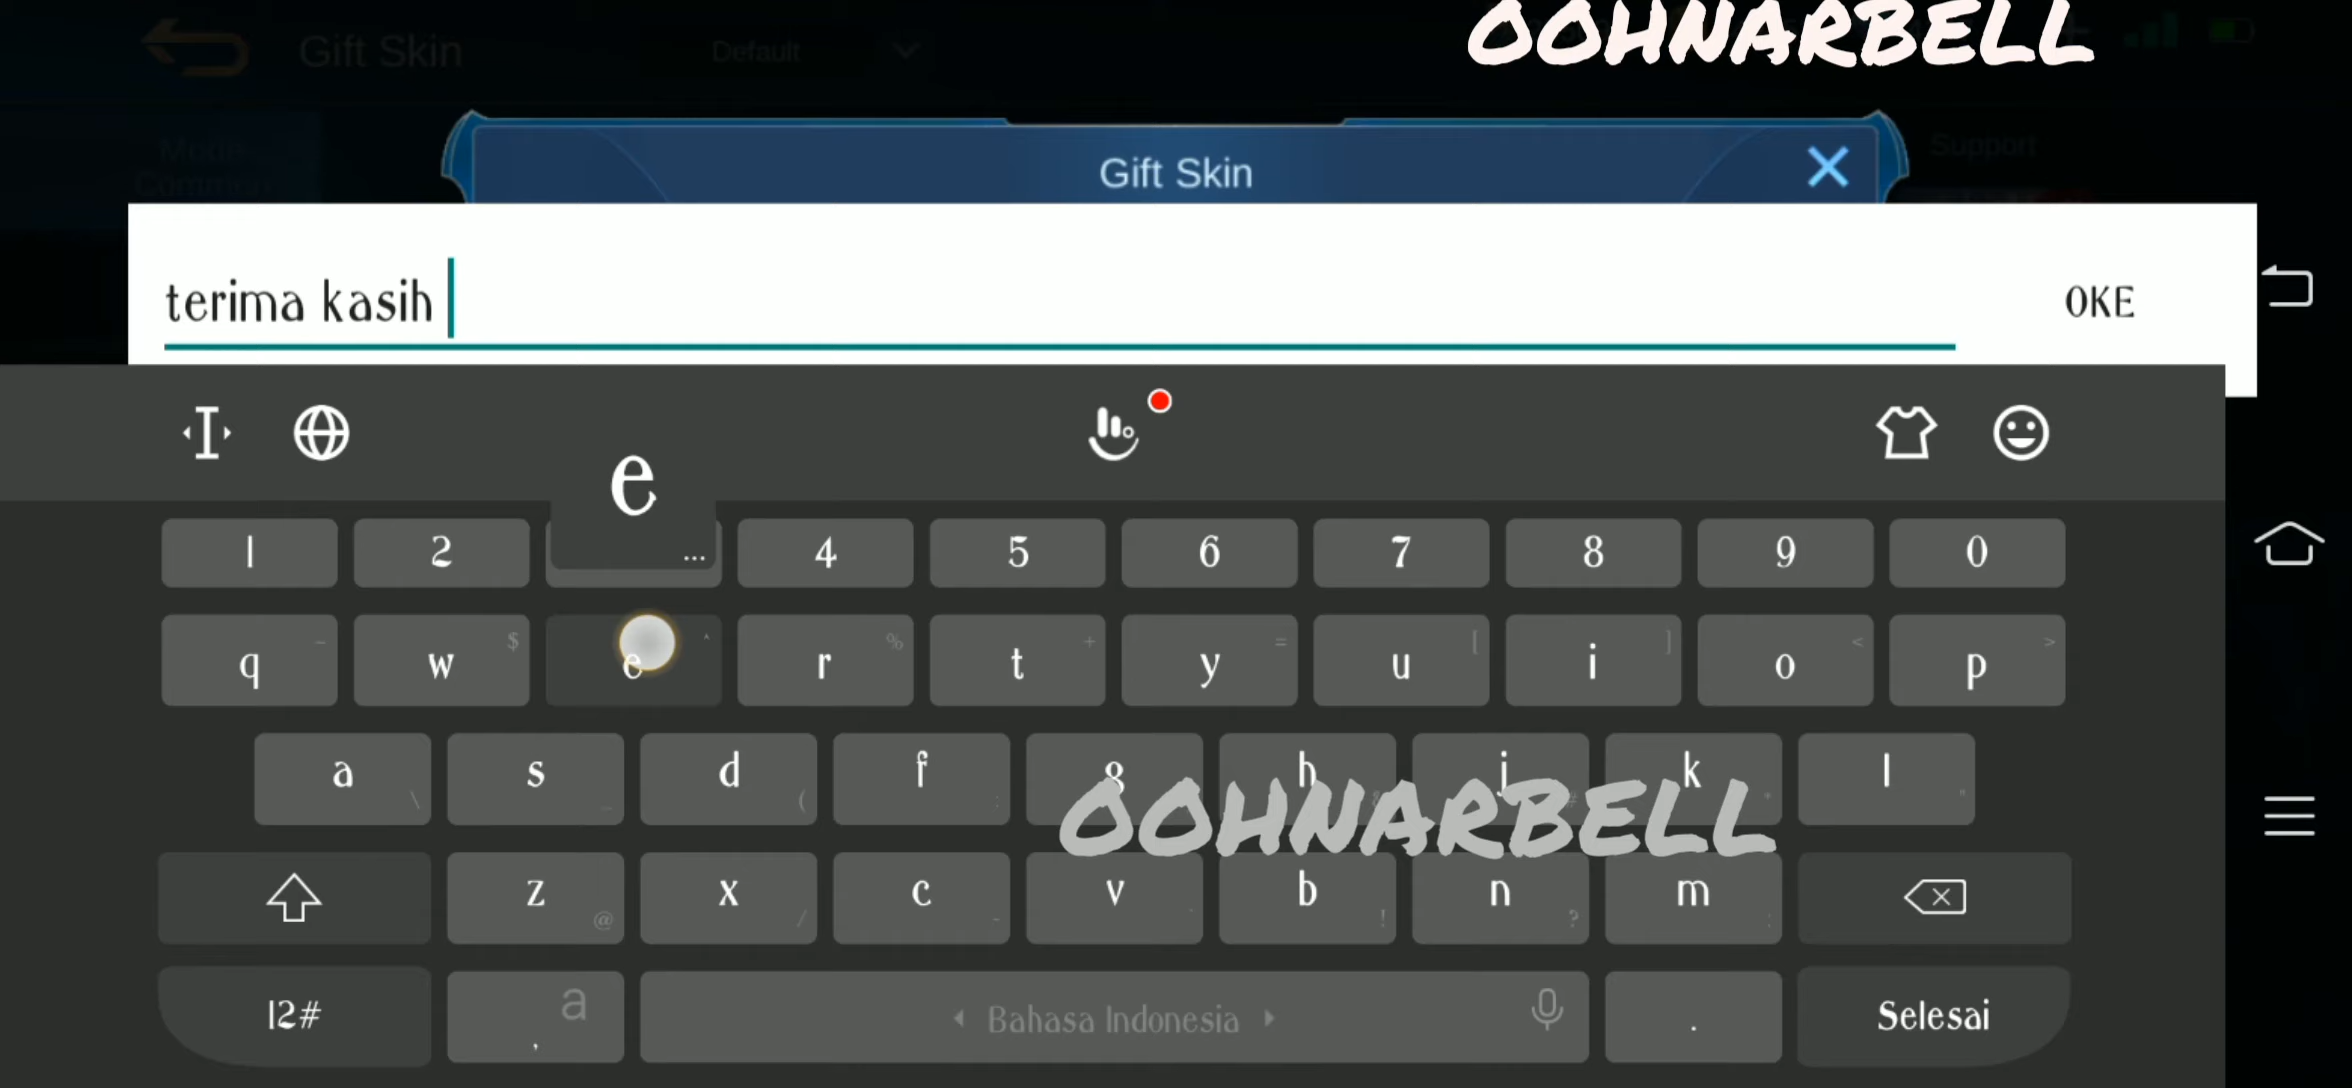 OOHNARBELL
Gift Skin
Default
Support
Gift Skin
terima kasih
OKE
e
...
1 2 4 5 6 7 8 9 0
q w $ e ^ r % t + y = u [ i ] o < p >
a \ s _ d ( f : g h j # k * l "
OOHNARBELL
z @ x / c - v b ! n ? m :
12# , a Bahasa Indonesia . Selesai